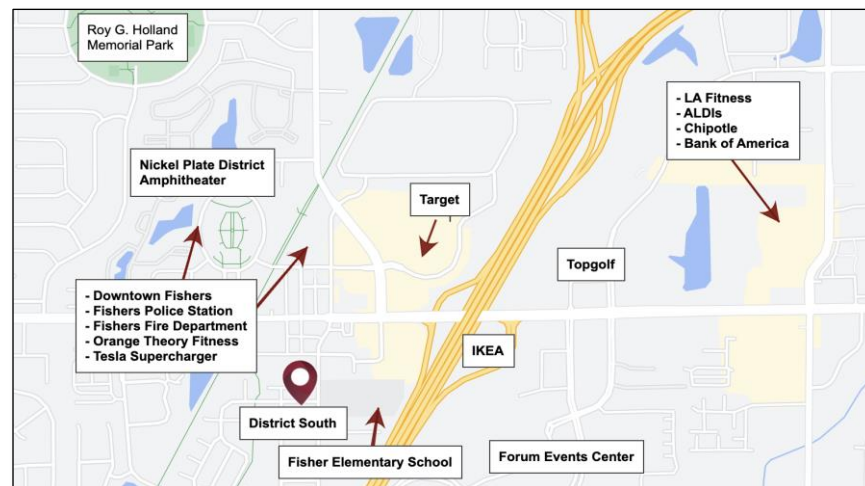 Roy G. Holland
Memorial Park
- LA Fitness
- ALDIs
- Chipotle
- Bank of America
Nickel Plate District
Amphitheater
Target
Topgolf
- Downtown Fishers
- Fishers Police Station
- Fishers Fire Department
- Orange Theory Fitness
- Tesla Supercharger
IKEA
District South
Fisher Elementary School
Forum Events Center